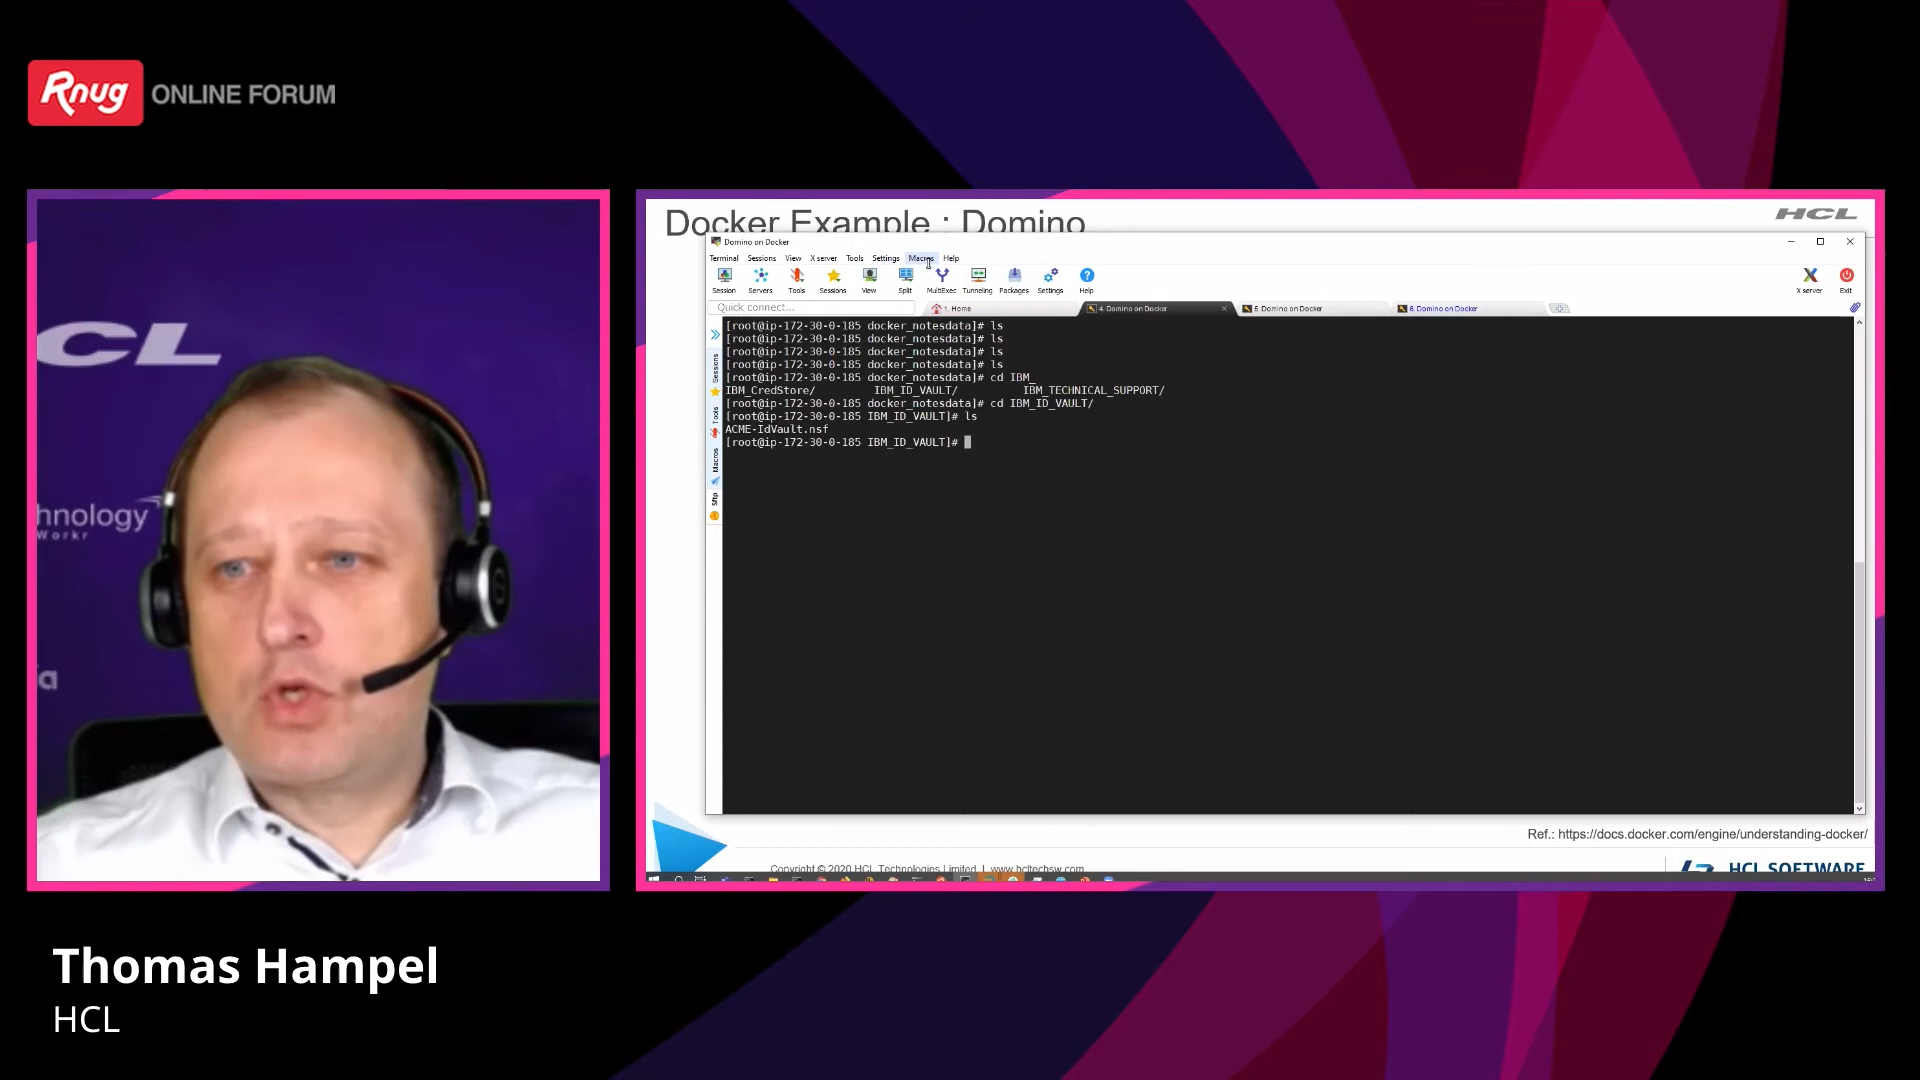 Rnug ONLINE FORUM
CL
hnology
Workr
a
Docker Example : Domino
HCL
Domino on Docker
Terminal Sessions View X server Tools Settings Macros Help
Session Servers Tools Sessions View Split MultiExec Tunneling Packages Settings Help X server Exit
Quick connect... 1. Home 4. Domino on Docker 5. Domino on Docker 6. Domino on Docker
Sessions
Tools
Macros
Sftp
[root@ip-172-30-0-185 docker_notesdata]# ls
[root@ip-172-30-0-185 docker_notesdata]# ls
[root@ip-172-30-0-185 docker_notesdata]# ls
[root@ip-172-30-0-185 docker_notesdata]# ls
[root@ip-172-30-0-185 docker_notesdata]# cd IBM_
IBM_CredStore/ IBM_ID_VAULT/ IBM_TECHNICAL_SUPPORT/
[root@ip-172-30-0-185 docker_notesdata]# cd IBM_ID_VAULT/
[root@ip-172-30-0-185 IBM_ID_VAULT]# ls
ACME-IdVault.nsf
[root@ip-172-30-0-185 IBM_ID_VAULT]#
Ref.: https://docs.docker.com/engine/understanding-docker/
Copyright © 2020 HCL Technologies Limited | www.hcltechsw.com
HCL SOFTWARE
Thomas Hampel
HCL